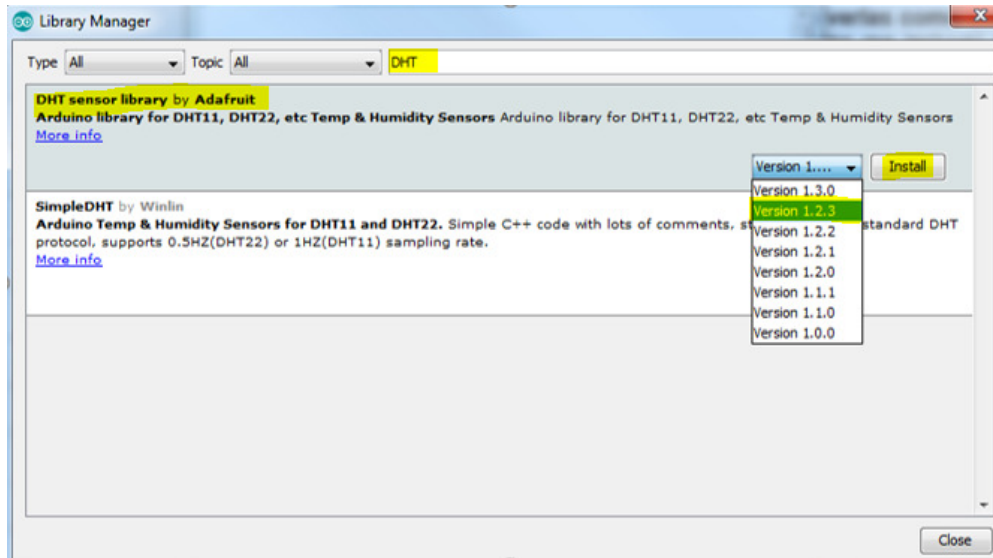 Library Manager
Type All Topic All DHT
DHT sensor library by Adafruit
Arduino library for DHT11, DHT22, etc Temp & Humidity Sensors Arduino library for DHT11, DHT22, etc Temp & Humidity Sensors
More info
Version 1.... Install
Version 1.3.0
Version 1.2.3
Version 1.2.2
Version 1.2.1
Version 1.2.0
Version 1.1.1
Version 1.1.0
Version 1.0.0
SimpleDHT by Winlin
Arduino Temp & Humidity Sensors for DHT11 and DHT22. Simple C++ code with lots of comments, standard DHT
protocol, supports 0.5HZ(DHT22) or 1HZ(DHT11) sampling rate.
More info
Close